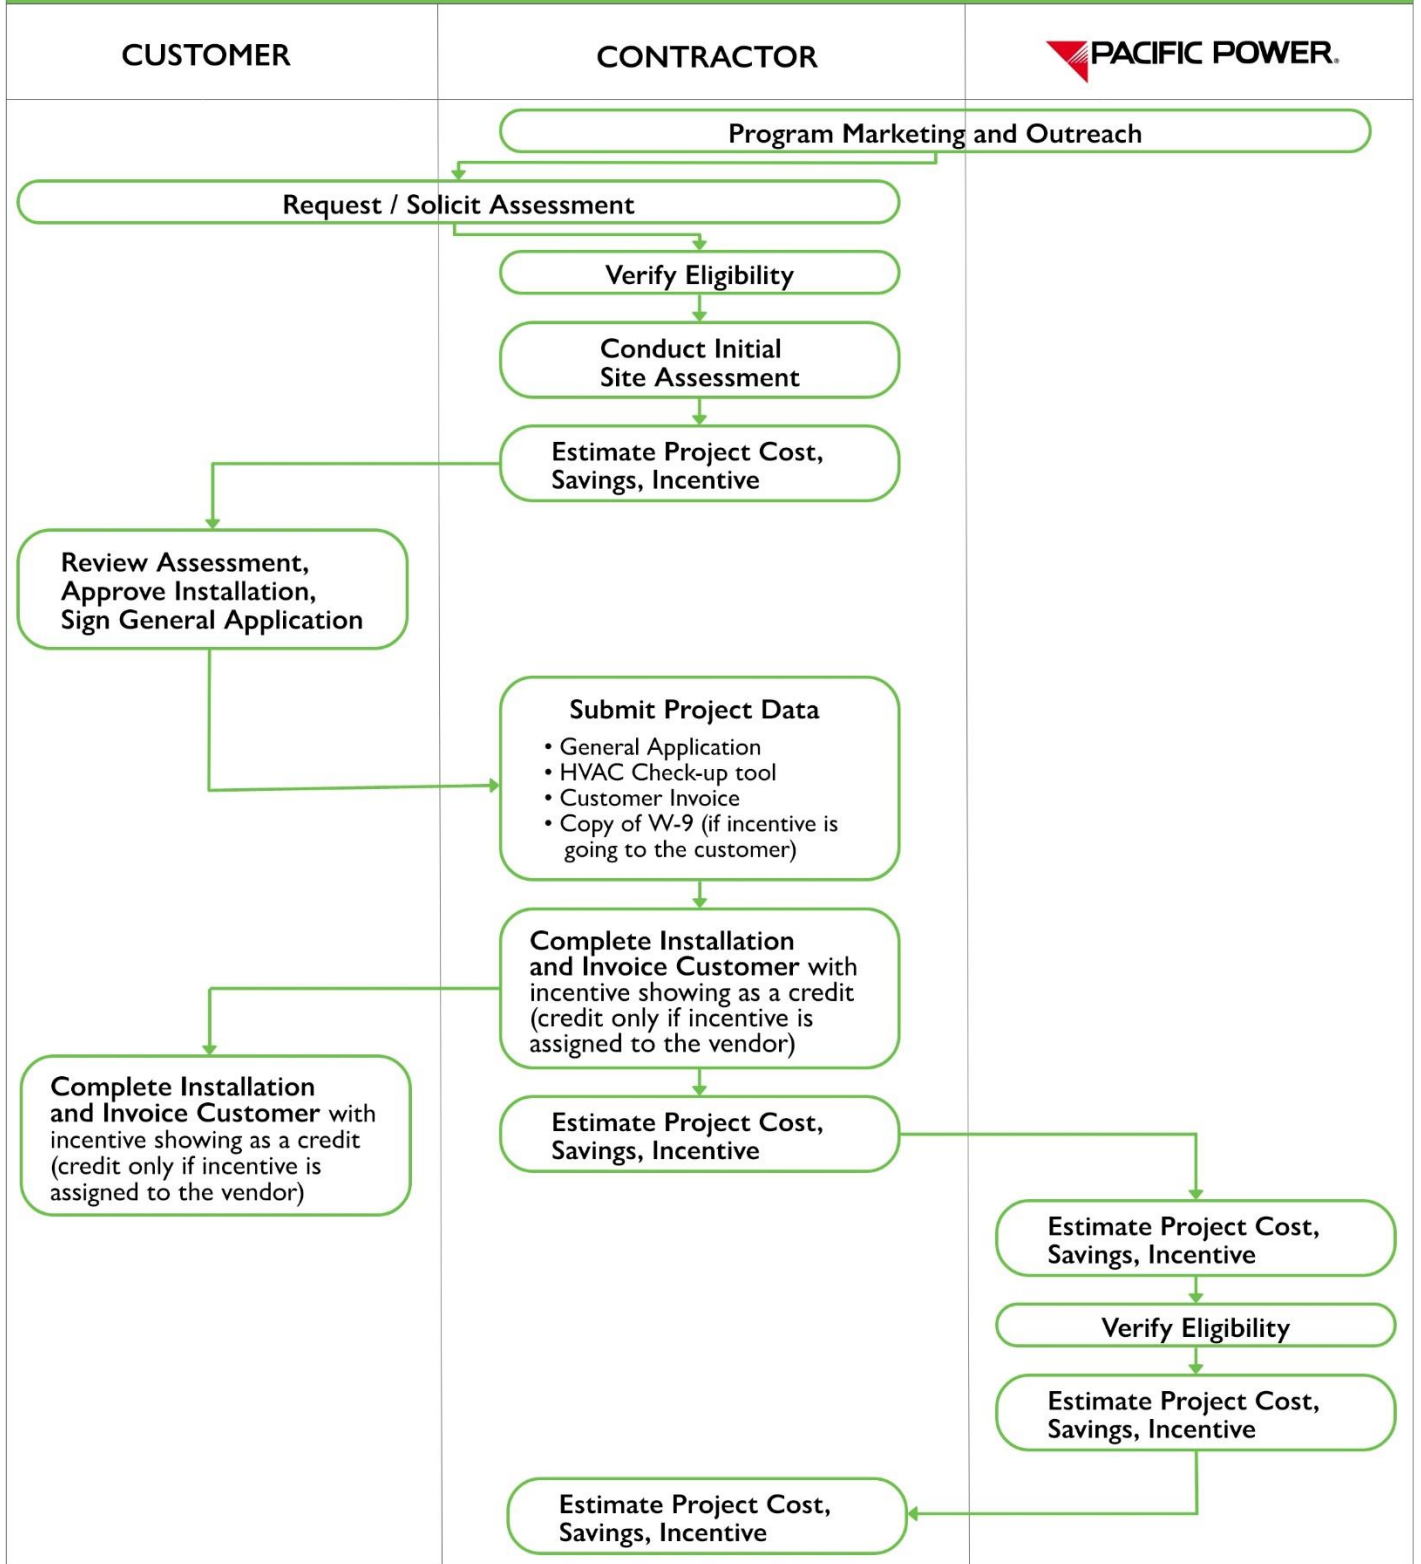 CUSTOMER
CONTRACTOR
PACIFIC POWER®
Program Marketing and Outreach
Request / Solicit Assessment
Verify Eligibility
Conduct Initial
Site Assessment
Estimate Project Cost,
Savings, Incentive
Review Assessment,
Approve Installation,
Sign General Application
Submit Project Data
• General Application
• HVAC Check-up tool
• Customer Invoice
• Copy of W-9 (if incentive is
going to the customer)
Complete Installation
and Invoice Customer with
incentive showing as a credit
(credit only if incentive is
assigned to the vendor)
Complete Installation
and Invoice Customer with
incentive showing as a credit
(credit only if incentive is
assigned to the vendor)
Estimate Project Cost,
Savings, Incentive
Estimate Project Cost,
Savings, Incentive
Verify Eligibility
Estimate Project Cost,
Savings, Incentive
Estimate Project Cost,
Savings, Incentive